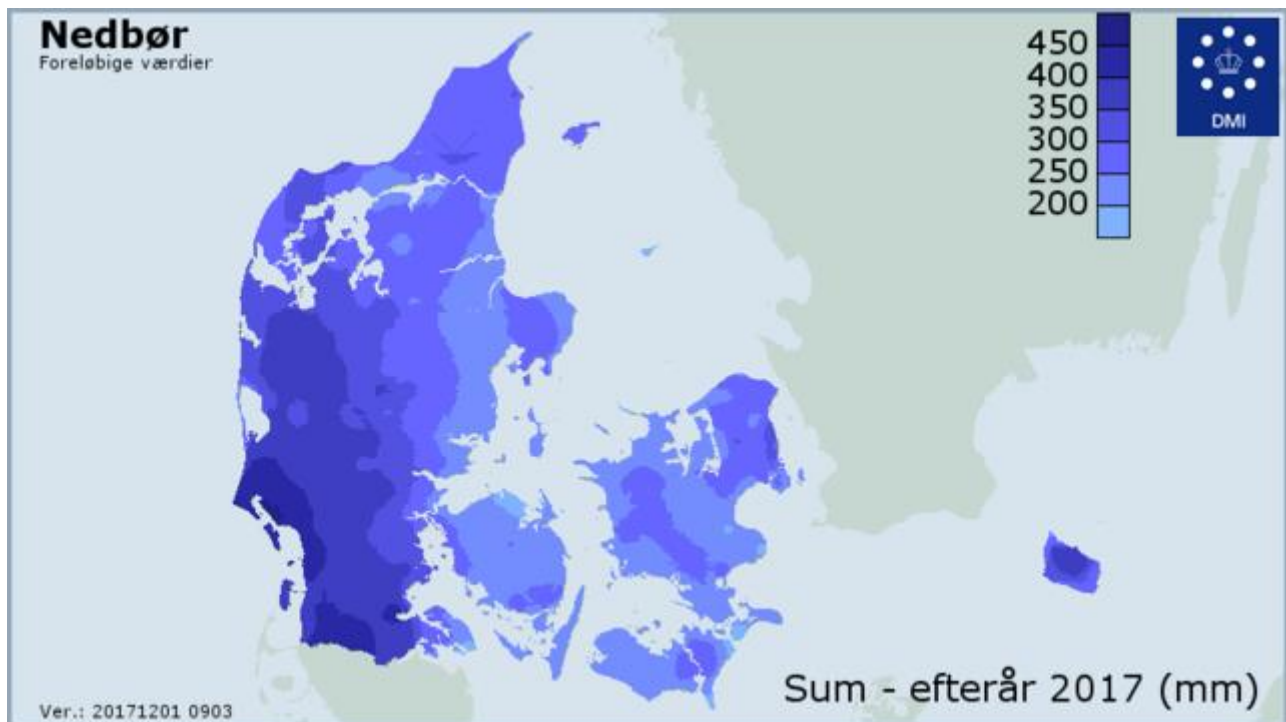 Nedbør
Foreløbige værdier
450
400
350
300
250
200
DMI
Sum - efterår 2017 (mm)
Ver.: 20171201 0903